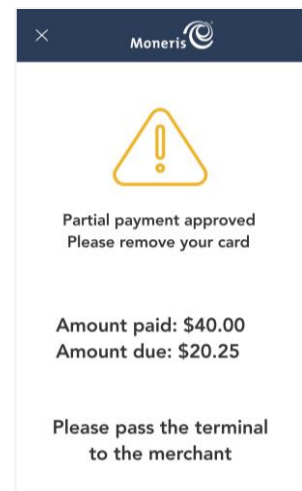 Moneris
Partial payment approved
Please remove your card
Amount paid: $40.00
Amount due: $20.25
Please pass the terminal
to the merchant